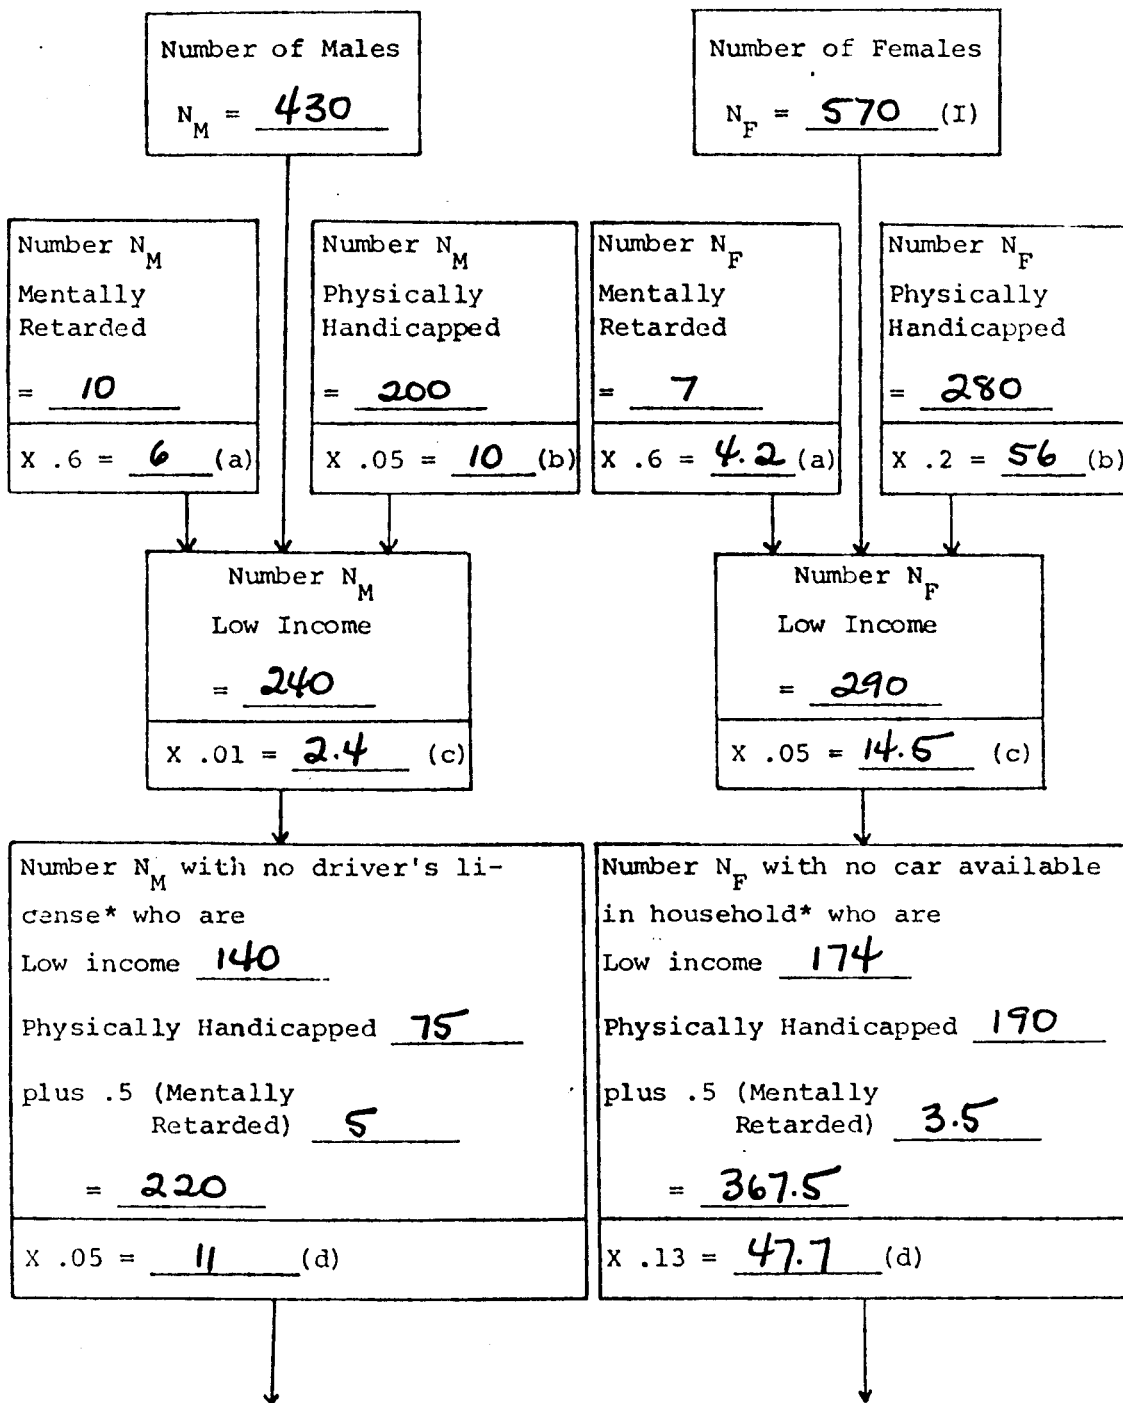 Number of Males
N_M = 430
Number of Females
N_F = 570 (I)
Number N_M
Mentally
Retarded
= 10
X .6 = 6 (a)
Number N_M
Physically
Handicapped
= 200
X .05 = 10 (b)
Number N_F
Mentally
Retarded
= 7
X .6 = 4.2 (a)
Number N_F
Physically
Handicapped
= 280
X .2 = 56 (b)
Number N_M
Low Income
= 240
X .01 = 2.4 (c)
Number N_F
Low Income
= 290
X .05 = 14.5 (c)
Number N_M with no driver's li-
cense* who are
Low income 140
Physically Handicapped 75
plus .5 (Mentally
Retarded) 5
= 220
X .05 = 11 (d)
Number N_F with no car available
in household* who are
Low income 174
Physically Handicapped 190
plus .5 (Mentally
Retarded) 3.5
= 367.5
X .13 = 47.7 (d)